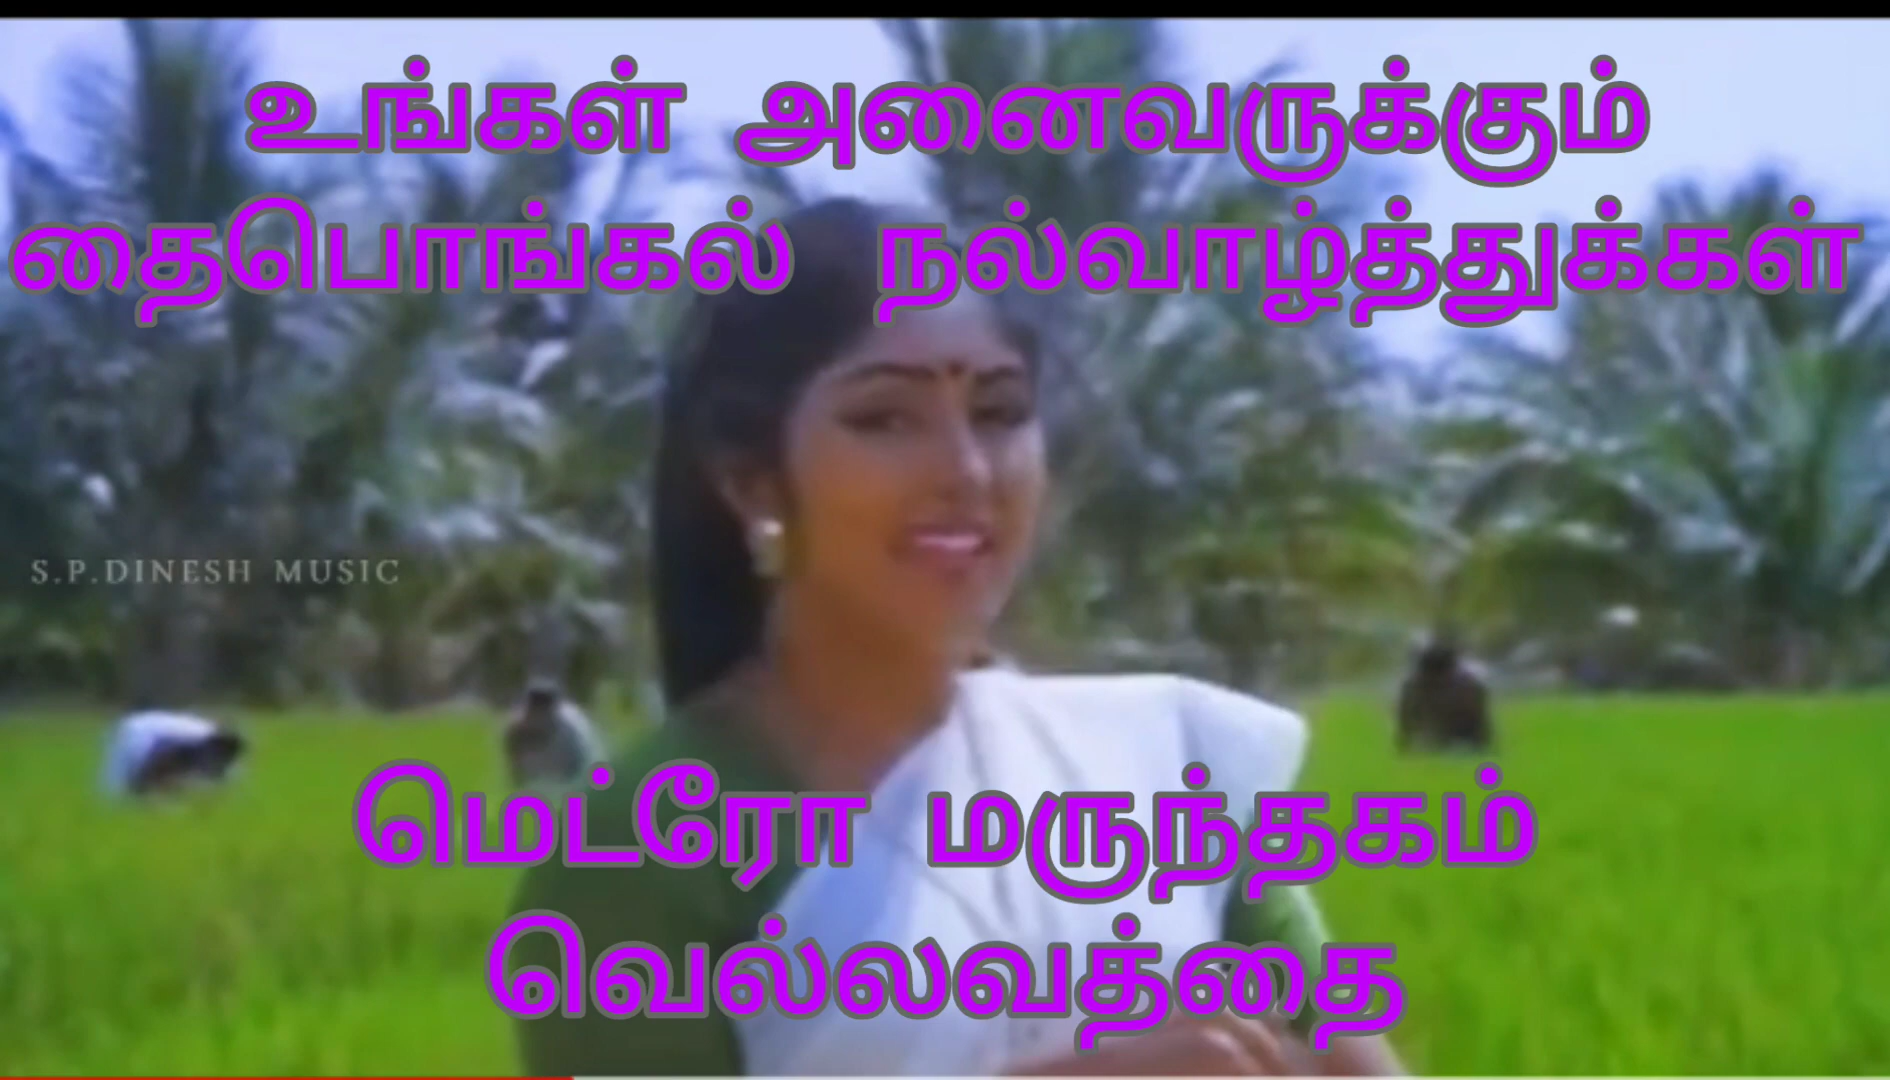 உங்கள் அனைவருக்கும்
தைபொங்கல் நல்வாழ்த்துக்கள்
S.P.DINESH MUSIC
மெட்ரோ மருந்தகம்
வெல்லவத்தை